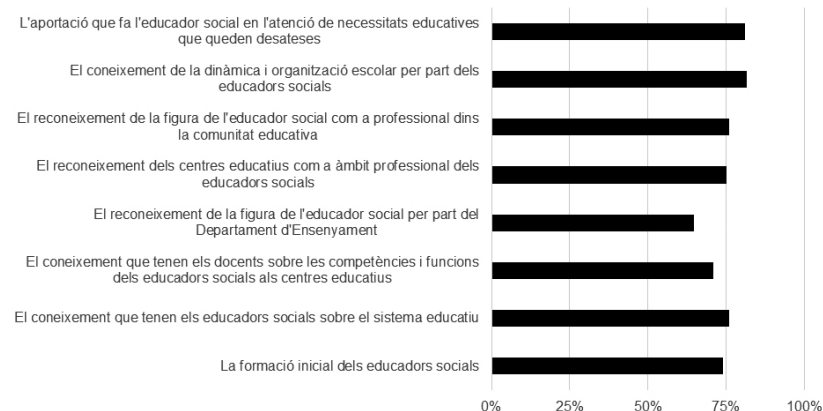 L'aportació que fa l'educador social en l'atenció de necessitats educatives
que queden desateses
El coneixement de la dinàmica i organització escolar per part dels
educadors socials
El reconeixement de la figura de l'educador social com a professional dins
la comunitat educativa
El reconeixement dels centres educatius com a àmbit professional dels
educadors socials
El reconeixement de la figura de l'educador social per part del
Departament d'Ensenyament
El coneixement que tenen els docents sobre les competències i funcions
dels educadors socials als centres educatius
El coneixement que tenen els educadors socials sobre el sistema educatiu
La formació inicial dels educadors socials
0% 25% 50% 75% 100%